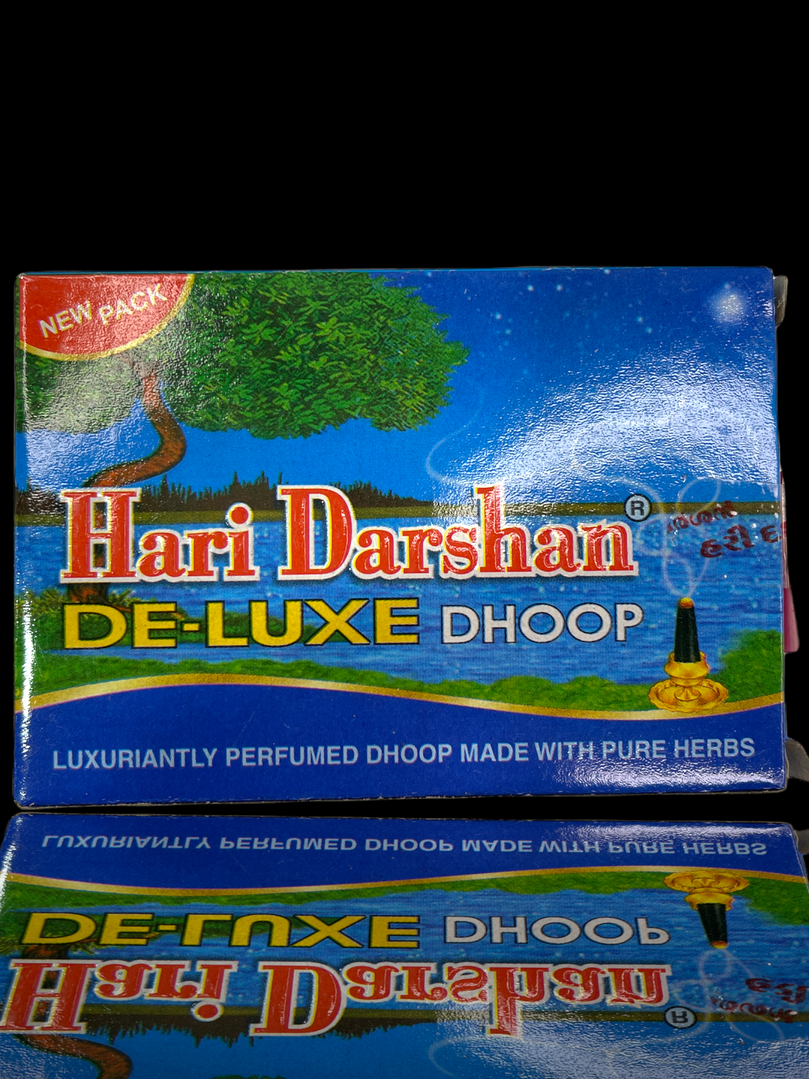 NEW PACK
Hari Darshan®
DE-LUXE DHOOP
LUXURIANTLY PERFUMED DHOOP MADE WITH PURE HERBS